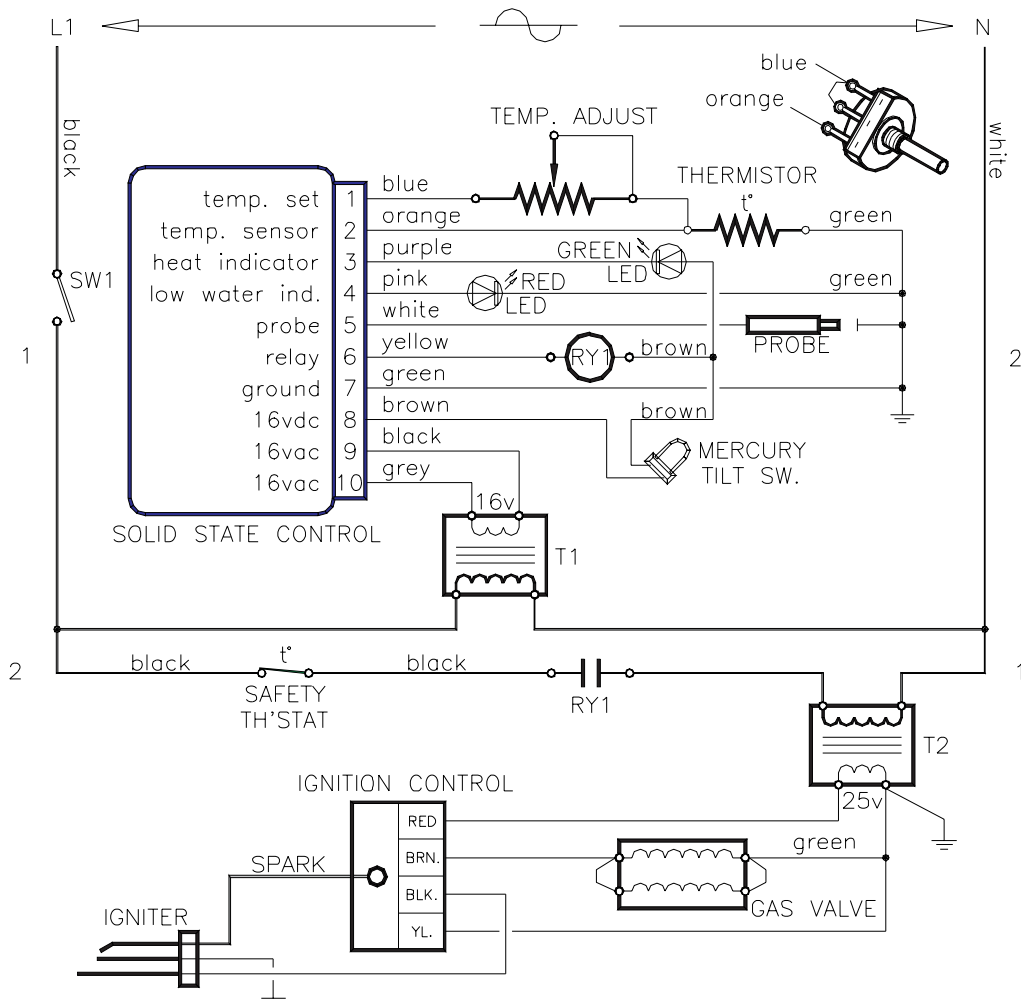 L1
N
blue
orange
TEMP. ADJUST
black
white
THERMISTOR
t°
temp. set 1 blue
temp. sensor 2 orange
green
heat indicator 3 purple
GREEN LED
low water ind. 4 pink
RED LED
green
probe 5 white
PROBE
relay 6 yellow
RY1
brown
ground 7 green
16vdc 8 brown
brown
16vac 9 black
16vac 10 grey
MERCURY
TILT SW.
SW1
1
2
SOLID STATE CONTROL
16v
T1
2
black
t°
black
1
SAFETY
TH'STAT
RY1
T2
25v
IGNITION CONTROL
RED
BRN.
BLK.
YL.
green
SPARK
GAS VALVE
IGNITER